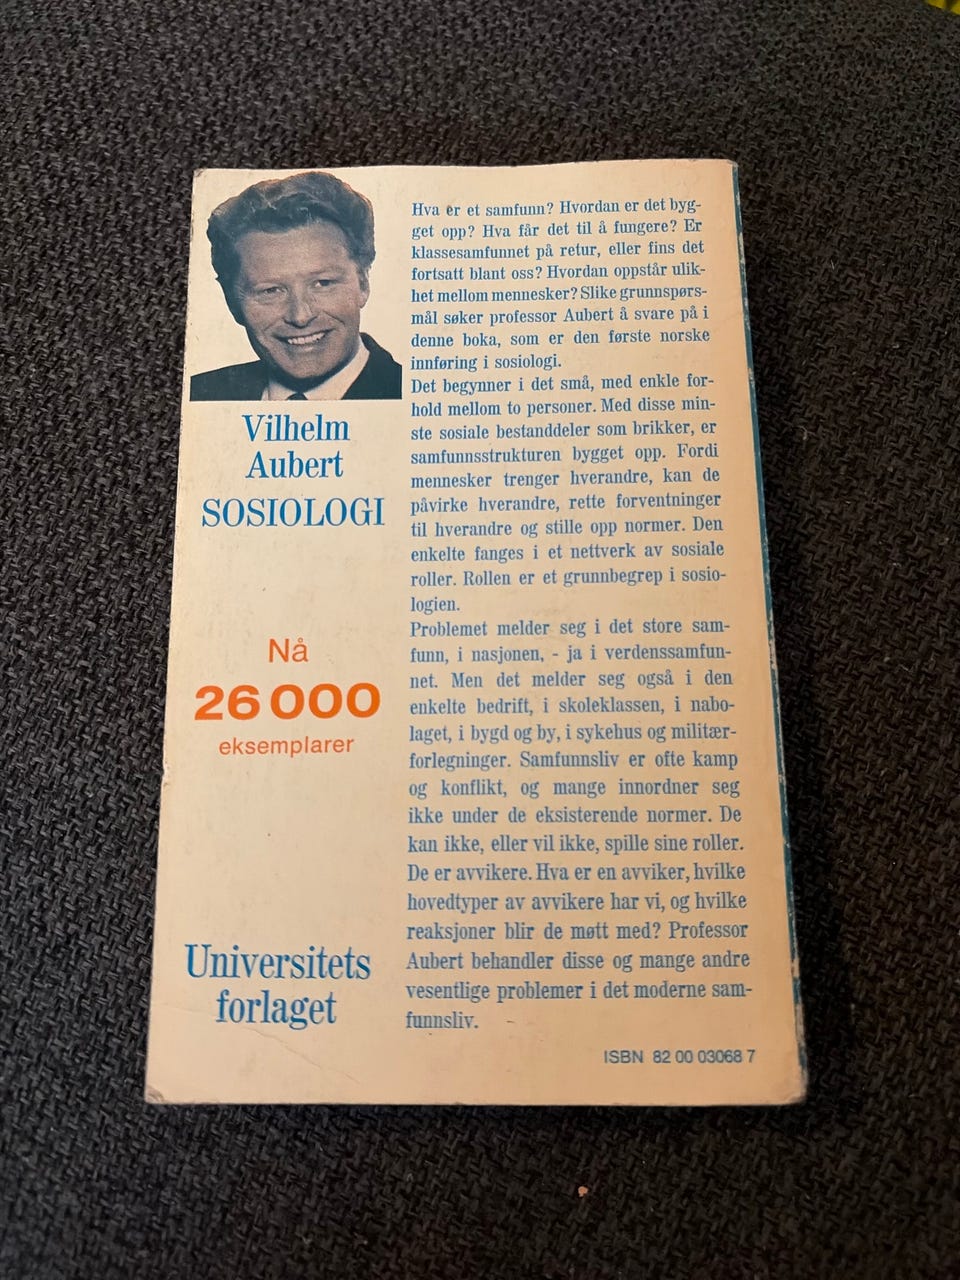 Vilhelm
Aubert
SOSIOLOGI
Nå
26 000
eksemplarer
Universitets
forlaget
Hva er et samfunn? Hvordan er det byg-
get opp? Hva får det til å fungere? Er
klassesamfunnet på retur, eller fins det
fortsatt blant oss? Hvordan oppstår ulik-
het mellom mennesker? Slike grunnspørs-
mål søker professor Aubert å svare på i
denne boka, som er den første norske
innføring i sosiologi.
Det begynner i det små, med enkle for-
hold mellom to personer. Med disse min-
ste sosiale bestanddeler som brikker, er
samfunnsstrukturen bygget opp. Fordi
mennesker trenger hverandre, kan de
påvirke hverandre, rette forventninger
til hverandre og stille opp normer. Den
enkelte fanges i et nettverk av sosiale
roller. Rollen er et grunnbegrep i sosio-
logien.
Problemet melder seg i det store sam-
funn, i nasjonen, - ja i verdenssamfun-
net. Men det melder seg også i den
enkelte bedrift, i skoleklassen, i nabo-
laget, i bygd og by, i sykehus og militær-
forlegninger. Samfunnsliv er ofte kamp
og konflikt, og mange innordner seg
ikke under de eksisterende normer. De
kan ikke, eller vil ikke, spille sine roller.
De er avvikere. Hva er en avviker, hvilke
hovedtyper av avvikere har vi, og hvilke
reaksjoner blir de møtt med? Professor
Aubert behandler disse og mange andre
vesentlige problemer i det moderne sam-
funnsliv.
ISBN 82 00 03068 7